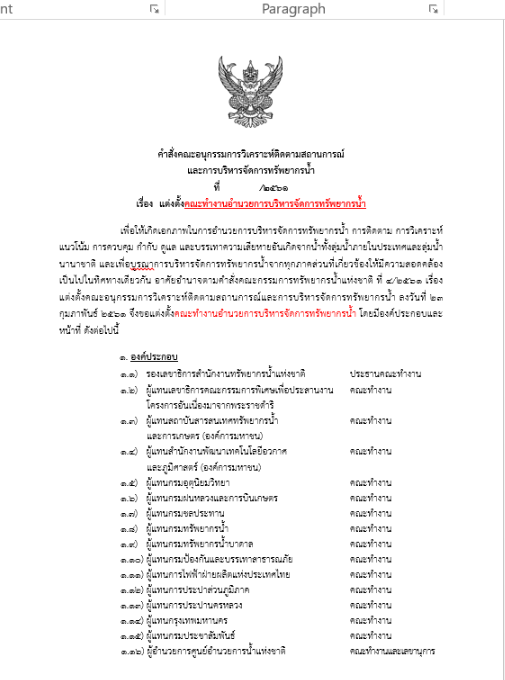 nt
Paragraph
คำสั่งคณะอนุกรรมการวิเคราะห์ติดตามสถานการณ์
และการบริหารจัดการทรัพยากรน้ำ
ที่ /๒๕๖๑
เรื่อง แต่งตั้งคณะทำงานอำนวยการบริหารจัดการทรัพยากรน้ำ
เพื่อให้เกิดเอกภาพในการอำนวยการบริหารจัดการทรัพยากรน้ำ การติดตาม การวิเคราะห์
แนวโน้ม การควบคุม กำกับ ดูแล และบรรเทาความเสียหายอันเกิดจากน้ำทั้งลุ่มน้ำภายในประเทศและลุ่มน้ำ
นานาชาติ และเพื่อบูรณาการบริหารจัดการทรัพยากรน้ำจากทุกภาคส่วนที่เกี่ยวข้องให้มีความสอดคล้อง
เป็นไปในทิศทางเดียวกัน อาศัยอำนาจตามคำสั่งคณะกรรมการทรัพยากรน้ำแห่งชาติ ที่ ๔/๒๕๖๑ เรื่อง
แต่งตั้งคณะอนุกรรมการวิเคราะห์ติดตามสถานการณ์และการบริหารจัดการทรัพยากรน้ำ ลงวันที่ ๒๓
กุมภาพันธ์ ๒๕๖๑ จึงขอแต่งตั้งคณะทำงานอำนวยการบริหารจัดการทรัพยากรน้ำ โดยมีองค์ประกอบและ
หน้าที่ ดังต่อไปนี้
๑. องค์ประกอบ
๑.๑) รองเลขาธิการสำนักงานทรัพยากรน้ำแห่งชาติ ประธานคณะทำงาน
๑.๒) ผู้แทนเลขาธิการคณะกรรมการพิเศษเพื่อประสานงาน คณะทำงาน
โครงการอันเนื่องมาจากพระราชดำริ
๑.๓) ผู้แทนสถาบันสารสนเทศทรัพยากรน้ำ คณะทำงาน
และการเกษตร (องค์การมหาชน)
๑.๔) ผู้แทนสำนักงานพัฒนาเทคโนโลยีอวกาศ คณะทำงาน
และภูมิศาสตร์ (องค์การมหาชน)
๑.๕) ผู้แทนกรมอุตุนิยมวิทยา คณะทำงาน
๑.๖) ผู้แทนกรมฝนหลวงและการบินเกษตร คณะทำงาน
๑.๗) ผู้แทนกรมชลประทาน คณะทำงาน
๑.๘) ผู้แทนกรมทรัพยากรน้ำ คณะทำงาน
๑.๙) ผู้แทนกรมทรัพยากรน้ำบาดาล คณะทำงาน
๑.๑๐) ผู้แทนกรมป้องกันและบรรเทาสาธารณภัย คณะทำงาน
๑.๑๑) ผู้แทนการไฟฟ้าฝ่ายผลิตแห่งประเทศไทย คณะทำงาน
๑.๑๒) ผู้แทนการประปาส่วนภูมิภาค คณะทำงาน
๑.๑๓) ผู้แทนการประปานครหลวง คณะทำงาน
๑.๑๔) ผู้แทนกรุงเทพมหานคร คณะทำงาน
๑.๑๕) ผู้แทนกรมประชาสัมพันธ์ คณะทำงาน
๑.๑๖) ผู้อำนวยการศูนย์อำนวยการน้ำแห่งชาติ คณะทำงานและเลขานุการ